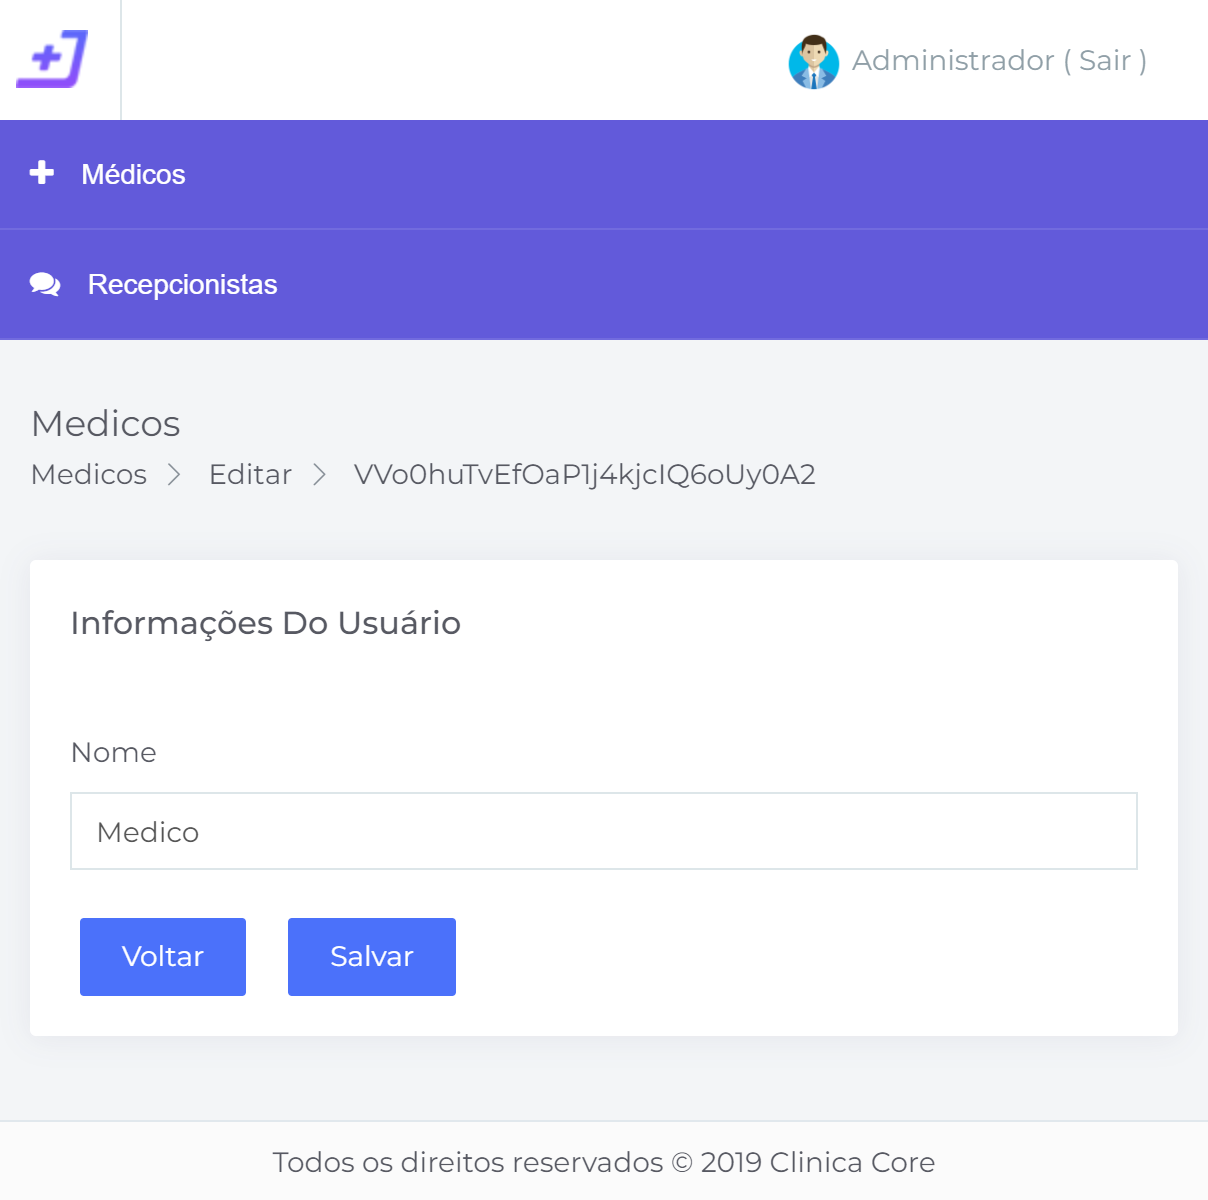 Administrador ( Sair )
Médicos
Recepcionistas
Medicos
Medicos Editar VVo0huTvEfOaP1j4kjcIQ6oUy0A2
Informações Do Usuário
Nome
Medico
Voltar Salvar
Todos os direitos reservados © 2019 Clinica Core